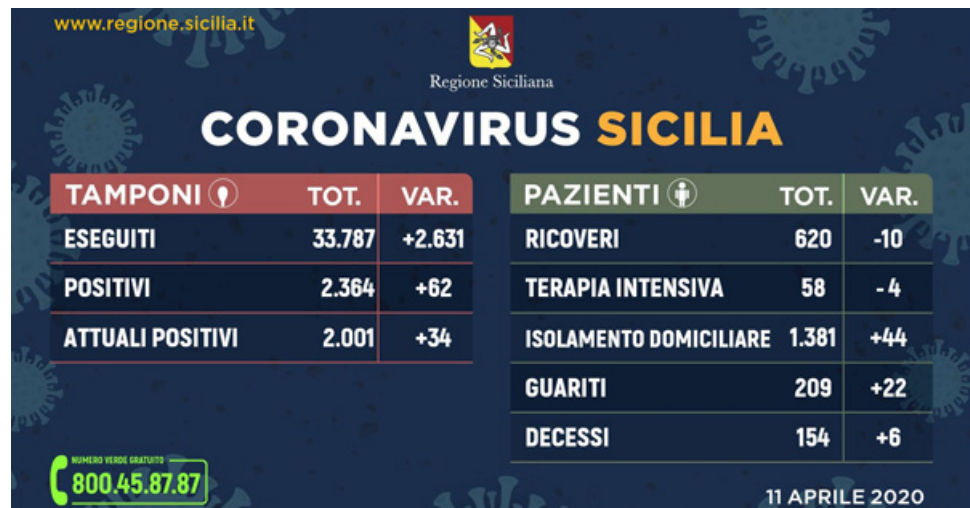 www.regione.sicilia.it
Regione Siciliana
CORONAVIRUS SICILIA
TAMPONI TOT. VAR.
ESEGUITI 33.787 +2.631
POSITIVI 2.364 +62
ATTUALI POSITIVI 2.001 +34
PAZIENTI TOT. VAR.
RICOVERI 620 -10
TERAPIA INTENSIVA 58 - 4
ISOLAMENTO DOMICILIARE 1.381 +44
GUARITI 209 +22
DECESSI 154 +6
NUMERO VERDE GRATUITO
800.45.87.87
11 APRILE 2020